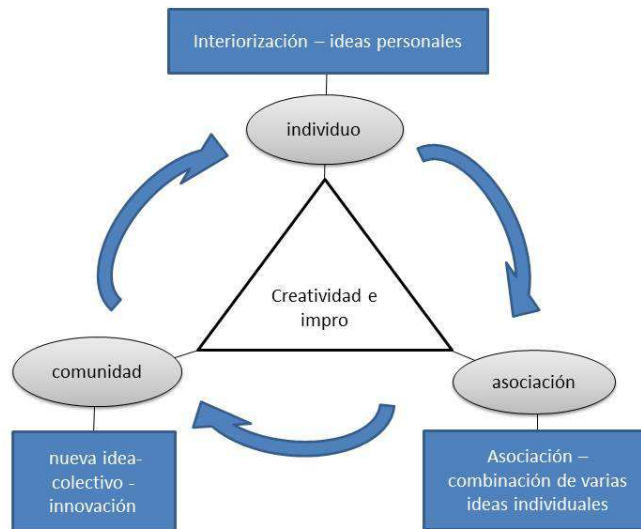 Interiorización – ideas personales
individuo
Creatividad e
impro
comunidad
asociación
nueva idea-
colectivo -
innovación
Asociación –
combinación de varias
ideas individuales